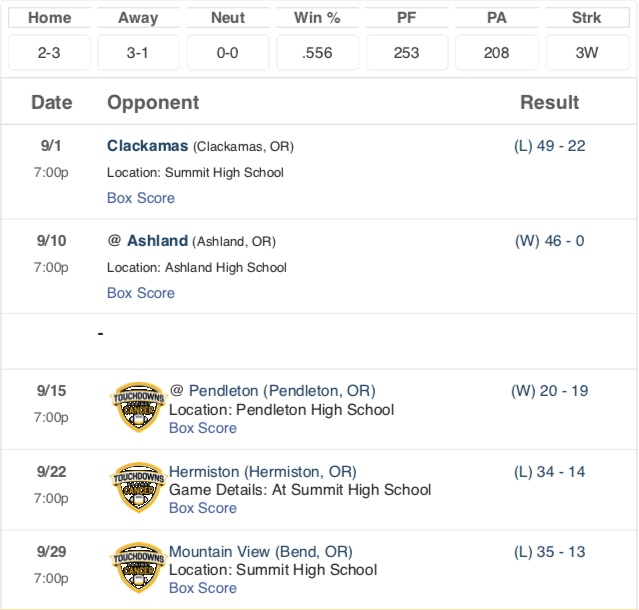 Home Away Neut Win % PF PA Strk
2-3 3-1 0-0 .556 253 208 3W
Date Opponent Result
9/1 Clackamas (Clackamas, OR) (L) 49 - 22
7:00p Location: Summit High School
Box Score
9/10 @ Ashland (Ashland, OR) (W) 46 - 0
7:00p Location: Ashland High School
Box Score
-
9/15 @ Pendleton (Pendleton, OR) (W) 20 - 19
TOUCHDOWNS
7:00p Location: Pendleton High School
CANCER
Box Score
9/22 Hermiston (Hermiston, OR) (L) 34 - 14
TOUCHDOWNS
7:00p Game Details: At Summit High School
CANCER
Box Score
9/29 Mountain View (Bend, OR) (L) 35 - 13
TOUCHDOWNS
7:00p Location: Summit High School
CANCER
Box Score